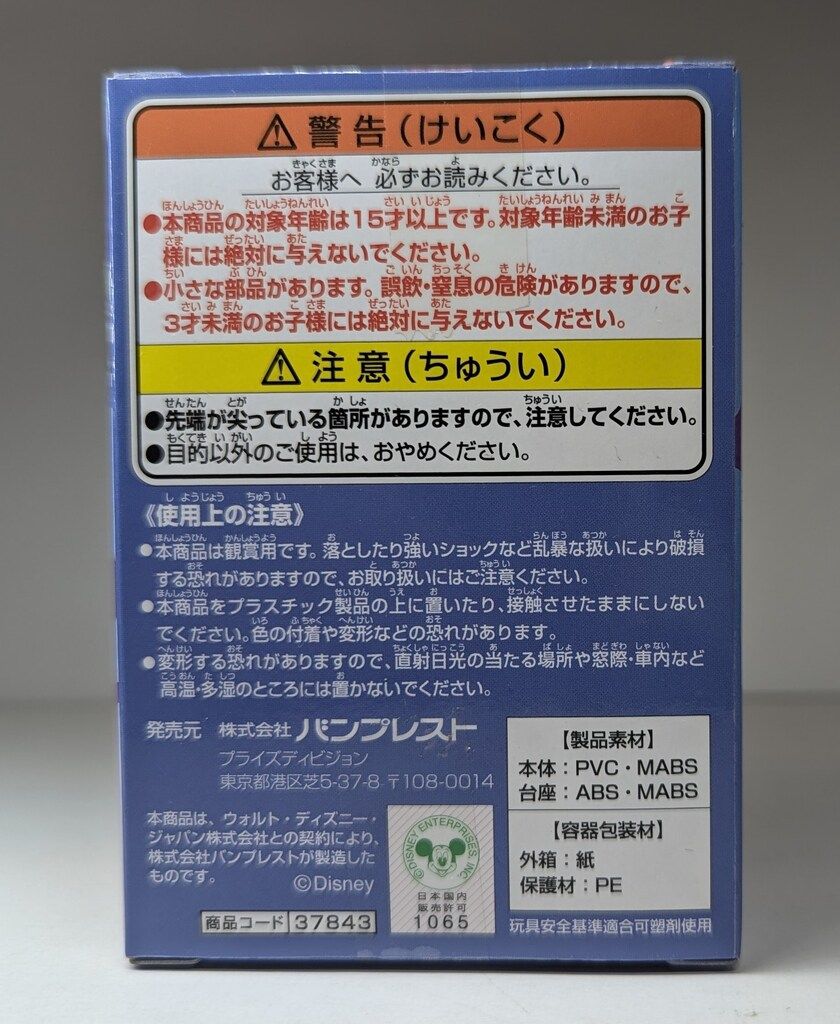 警告(けいこく)
お客様へ 必ずお読みください。
●本商品の対象年齢は15才以上です。対象年齢未満のお子
様には絶対に与えないでください。
●小さな部品があります。誤飲・窒息の危険がありますので、
3才未満のお子様には絶対に与えないでください。
注意(ちゅうい)
●先端が尖っている箇所がありますので、注意してください。
●目的以外のご使用は、おやめください。
《使用上の注意》
●本商品は観賞用です。落としたり強いショックなど乱暴な扱いにより破損
する恐れがありますので、お取り扱いにはご注意ください。
●本商品をプラスチック製品の上に置いたり、接触させたままにしない
でください。色の付着や変形などの恐れがあります。
●変形する恐れがありますので、直射日光の当たる場所や窓際・車内など
高温・多湿のところには置かないでください。
発売元 株式会社 バンプレスト
プライズディビジョン
東京都港区芝5-37-8 〒108-0014
本商品は、ウォルト・ディズニー・
ジャパン株式会社との契約により、
株式会社バンプレストが製造した
ものです。
©Disney
商品コード 37843
©DISNEY ENTERPRISES, INC.
日本国内
販売許可
1065
【製品素材】
本体：PVC・MABS
台座：ABS・MABS
【容器包装材】
外箱：紙
保護材：PE
玩具安全基準適合可塑剤使用